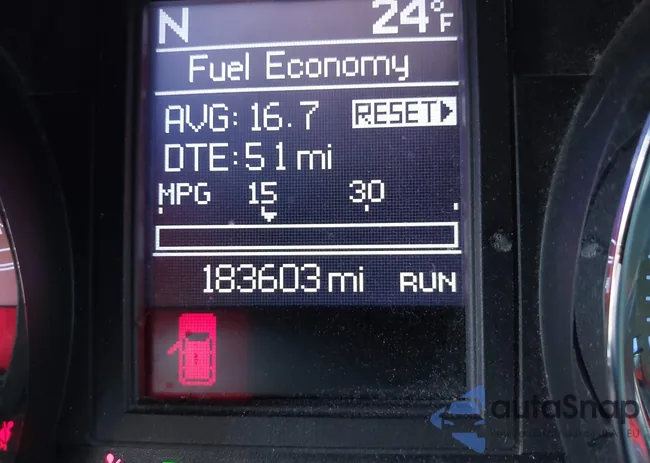 N 24°F
Fuel Economy
AVG: 16.7 RESET
DTE: 51 mi
MPG 15 30
183603 mi RUN
autoSnap